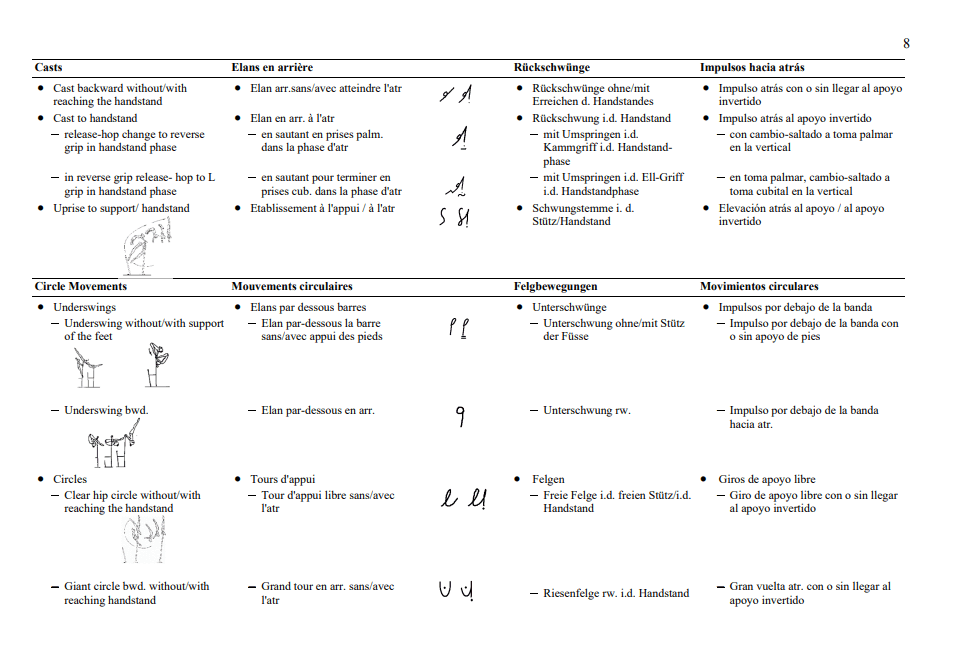 8
Casts Elans en arrière Rückschwünge Impulsos hacia atrás
• Cast backward without/with • Elan arr.sans/avec atteindre l'atr • Rückschwünge ohne/mit • Impulso atrás con o sin llegar al apoyo
reaching the handstand Erreichen d. Handstandes invertido
• Cast to handstand • Elan en arr. à l'atr • Rückschwung i.d. Handstand • Impulso atrás al apoyo invertido
– release-hop change to reverse – en sautant en prises palm. – mit Umspringen i.d. – con cambio-saltado a toma palmar
grip in handstand phase dans la phase d'atr Kammgriff i.d. Handstand- en la vertical
phase
– in reverse grip release- hop to L – en sautant pour terminer en – mit Umspringen i.d. Ell-Griff – en toma palmar, cambio-saltado a
grip in handstand phase prises cub. dans la phase d'atr i.d. Handstandphase toma cubital en la vertical
• Uprise to support/ handstand • Etablissement à l'appui / à l'atr • Schwungstemme i. d. • Elevación atrás al apoyo / al apoyo
Stütz/Handstand invertido
Circle Movements Mouvements circulaires Felgbewegungen Movimientos circulares
• Underswings • Elans par dessous barres • Unterschwünge • Impulsos por debajo de la banda
– Underswing without/with support – Elan par-dessous la barre – Unterschwung ohne/mit Stütz – Impulso por debajo de la banda con
of the feet sans/avec appui des pieds der Füsse o sin apoyo de pies
– Underswing bwd. – Elan par-dessous en arr. – Unterschwung rw. – Impulso por debajo de la banda
hacia atr.
• Circles • Tours d'appui • Felgen • Giros de apoyo libre
– Clear hip circle without/with – Tour d'appui libre sans/avec – Freie Felge i.d. freien Stütz/i.d. – Giro de apoyo libre con o sin llegar
reaching the handstand l'atr Handstand al apoyo invertido
– Giant circle bwd. without/with – Grand tour en arr. sans/avec – Riesenfelge rw. i.d. Handstand – Gran vuelta atr. con o sin llegar al
reaching handstand l'atr apoyo invertido